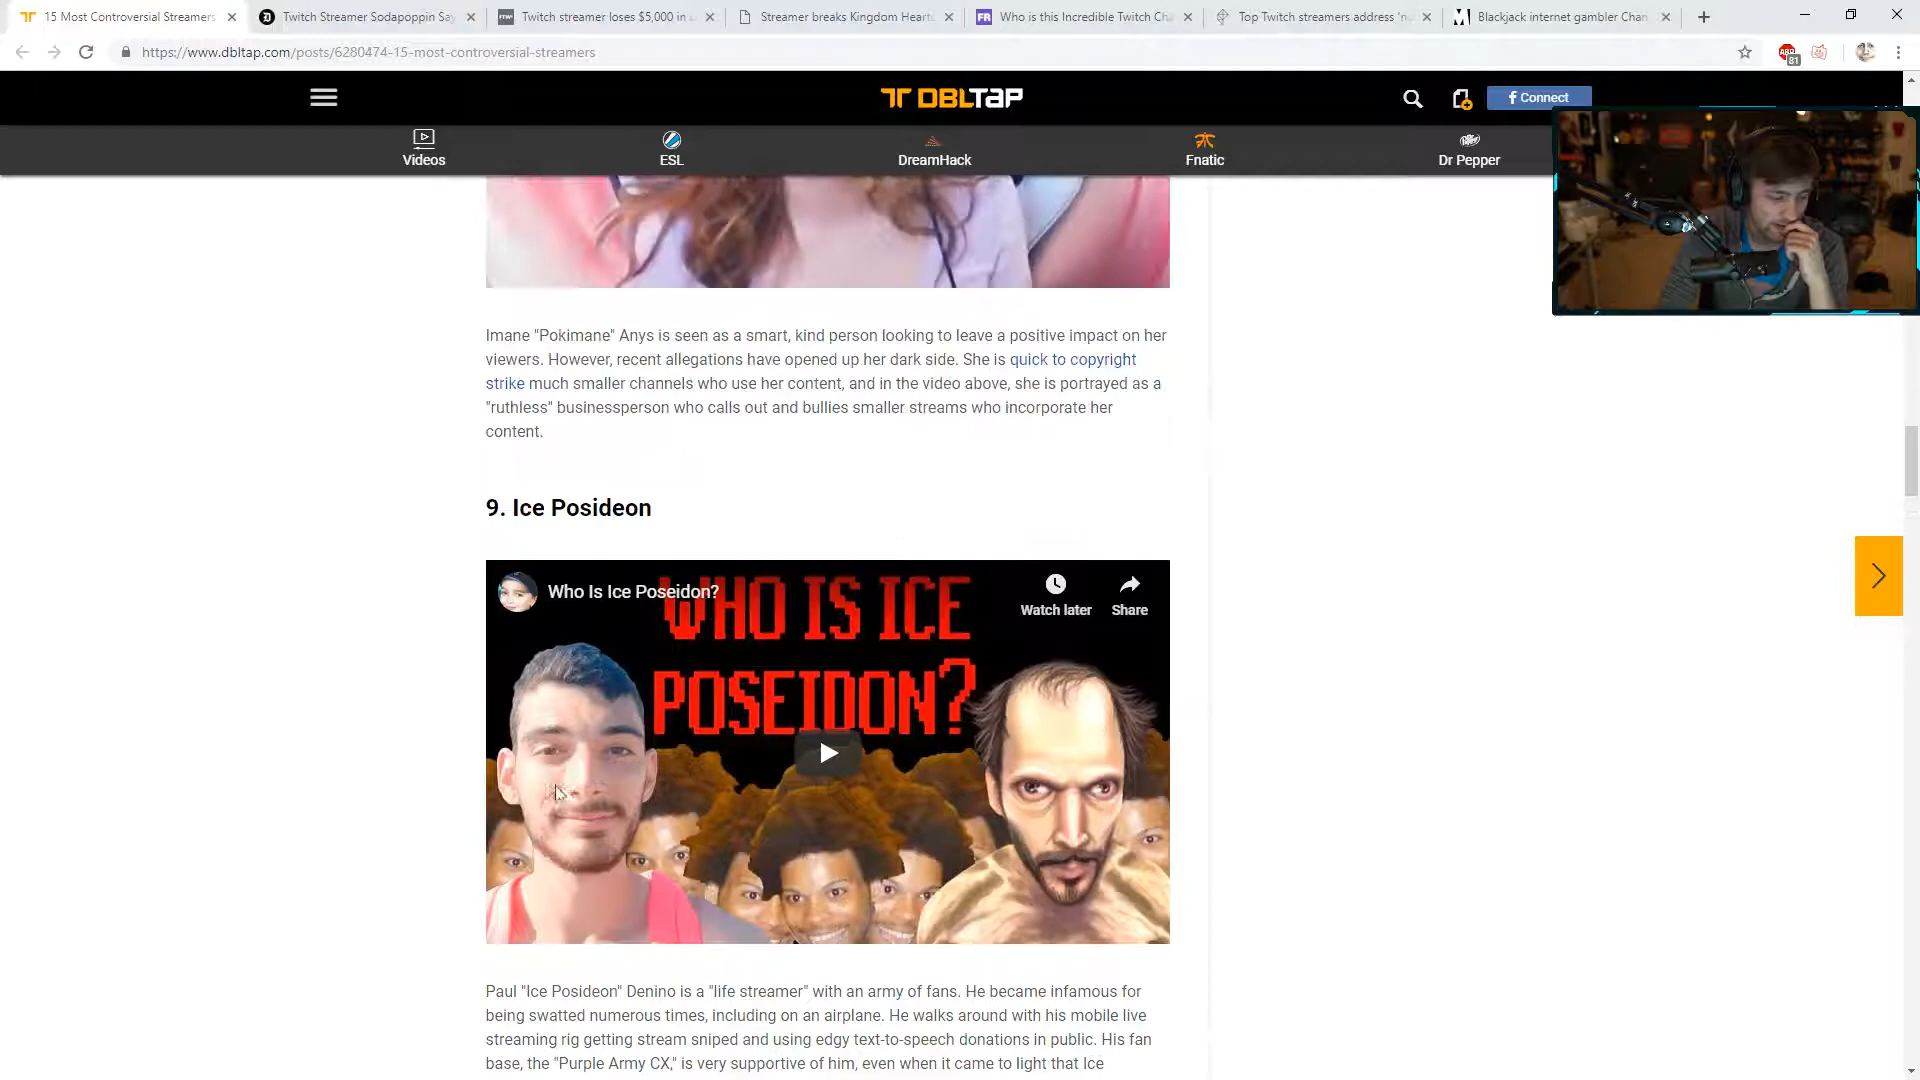 15 Most Controversial Streamers
Twitch Streamer Sodapoppin Say
FTW
Twitch streamer loses $5,000 in
Streamer breaks Kingdom Heart
FR Who is this Incredible Twitch Ch
Top Twitch streamers address 'nu
Blackjack internet gambler Chan
https://www.dbltap.com/posts/6280474-15-most-controversial-streamers
ABP
81
DBLTAP
f Connect
Videos
ESL
DreamHack
Fnatic
Dr Pepper
Imane "Pokimane" Anys is seen as a smart, kind person looking to leave a positive impact on her
viewers. However, recent allegations have opened up her dark side. She is quick to copyright
strike much smaller channels who use her content, and in the video above, she is portrayed as a
"ruthless" businessperson who calls out and bullies smaller streams who incorporate her
content.
9. Ice Posideon
Who Is Ice Poseidon?
Watch later
Share
WHO IS ICE
POSEIDON?
Paul "Ice Posideon" Denino is a "life streamer" with an army of fans. He became infamous for
being swatted numerous times, including on an airplane. He walks around with his mobile live
streaming rig getting stream sniped and using edgy text-to-speech donations in public. His fan
base, the "Purple Army CX," is very supportive of him, even when it came to light that Ice